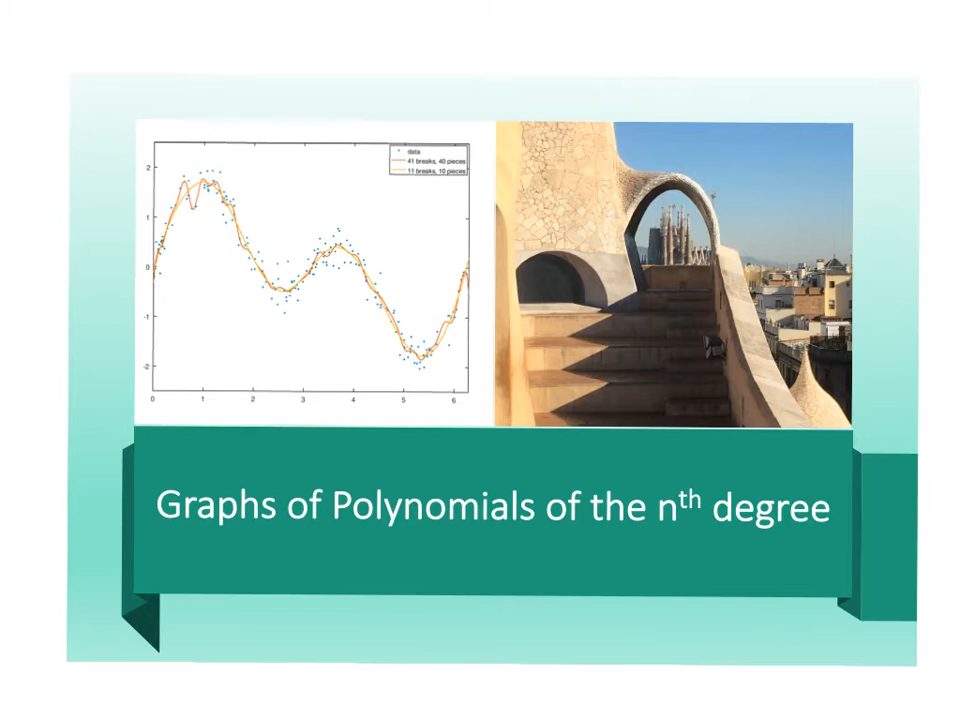 data
41 breaks, 40 pieces
11 breaks, 10 pieces
2
1
0
-1
-2
0 1 2 3 4 5 6
Graphs of Polynomials of the nth degree